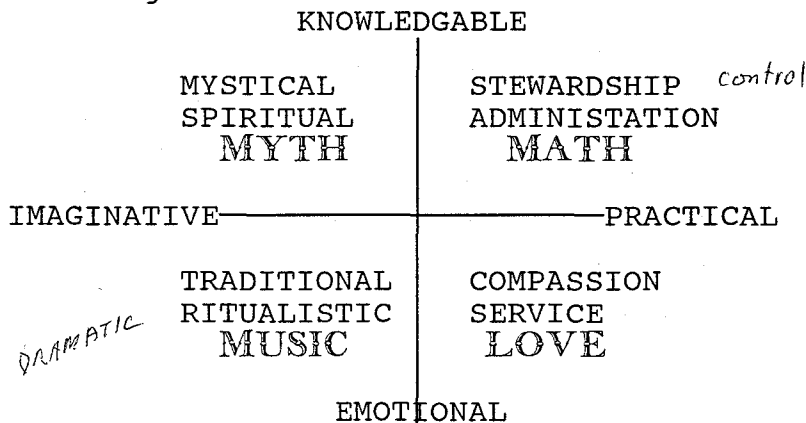 KNOWLEDGABLE
MYSTICAL STEWARDSHIP control
SPIRITUAL ADMINISTATION
MYTH MATH
IMAGINATIVE PRACTICAL
TRADITIONAL COMPASSION
DRAMATIC RITUALISTIC SERVICE
MUSIC LOVE
EMOTIONAL